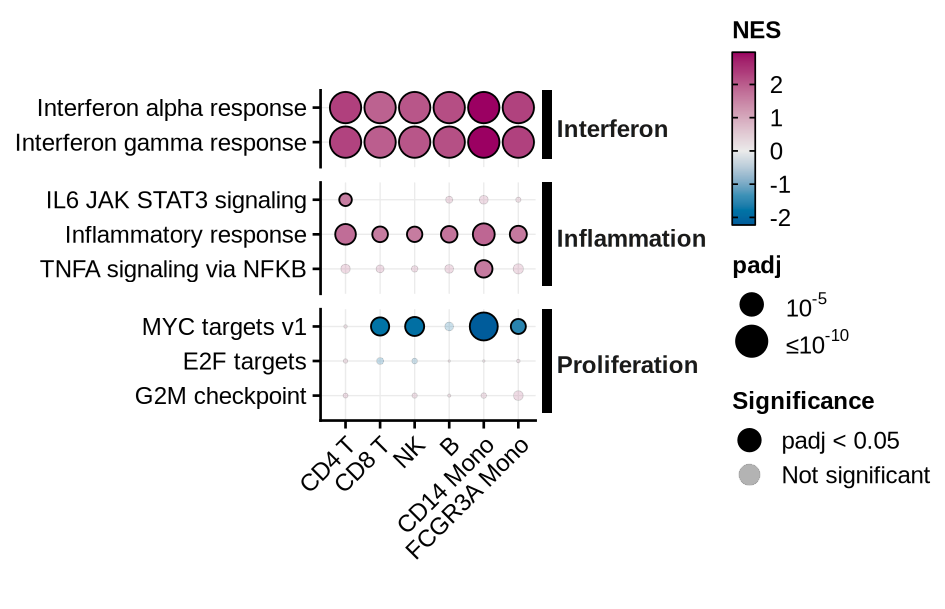 Interferon alpha response
Interferon gamma response
Interferon
IL6 JAK STAT3 signaling
Inflammatory response
TNFA signaling via NFKB
Inflammation
MYC targets v1
E2F targets
G2M checkpoint
Proliferation
CD4 T
CD8 T
NK
B
CD14 Mono
FCGR3A Mono
NES
2
1
0
-1
-2
padj
10^-5
≤10^-10
Significance
padj < 0.05
Not significant